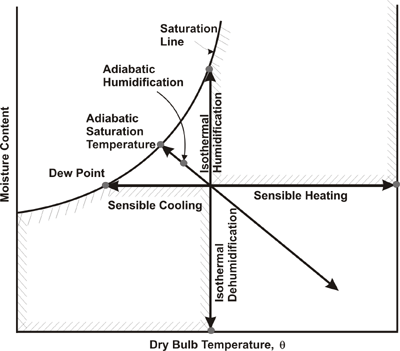 Saturation
Line
Adiabatic
Humidification
Adiabatic
Saturation
Temperature
Dew Point
Isothermal
Humidification
Sensible Cooling
Sensible Heating
Isothermal
Dehumidification
Moisture Content
Dry Bulb Temperature, θ